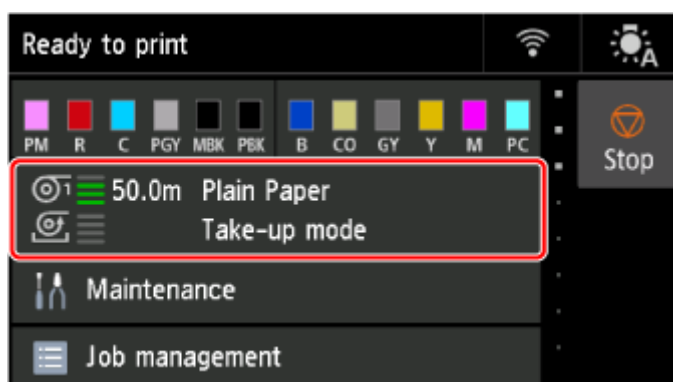 Ready to print
A
PM R C PGY MBK PBK B CO GY Y M PC
Stop
1 50.0m Plain Paper
Take-up mode
Maintenance
Job management